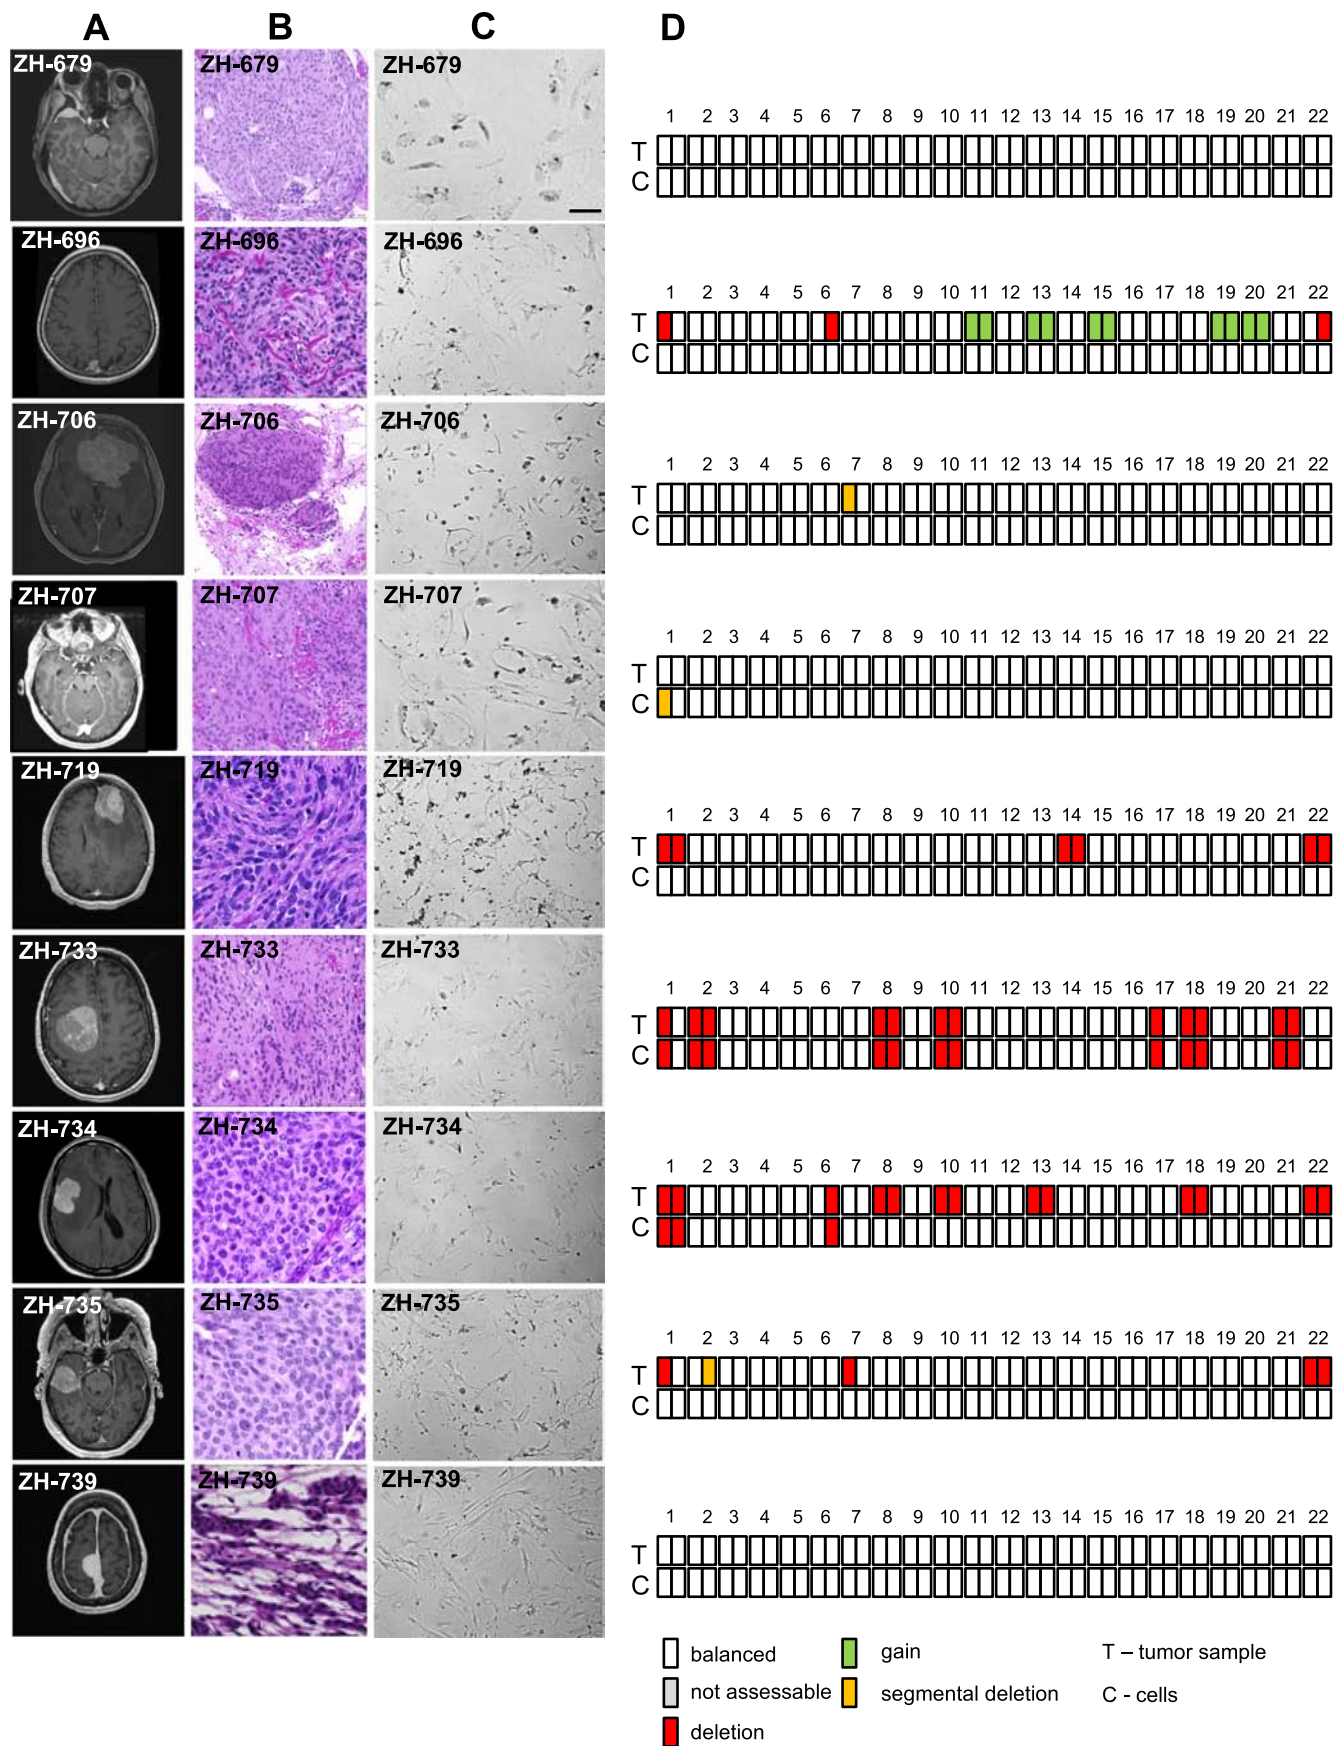 A B C D
ZH-679 ZH-679 ZH-679
1 2 3 4 5 6 7 8 9 10 11 12 13 14 15 16 17 18 19 20 21 22
T
C
ZH-696 ZH-696 ZH-696
1 2 3 4 5 6 7 8 9 10 11 12 13 14 15 16 17 18 19 20 21 22
T
C
ZH-706 ZH-706 ZH-706
1 2 3 4 5 6 7 8 9 10 11 12 13 14 15 16 17 18 19 20 21 22
T
C
ZH-707 ZH-707 ZH-707
1 2 3 4 5 6 7 8 9 10 11 12 13 14 15 16 17 18 19 20 21 22
T
C
ZH-719 ZH-719 ZH-719
1 2 3 4 5 6 7 8 9 10 11 12 13 14 15 16 17 18 19 20 21 22
T
C
ZH-733 ZH-733 ZH-733
1 2 3 4 5 6 7 8 9 10 11 12 13 14 15 16 17 18 19 20 21 22
T
C
ZH-734 ZH-734 ZH-734
1 2 3 4 5 6 7 8 9 10 11 12 13 14 15 16 17 18 19 20 21 22
T
C
ZH-735 ZH-735 ZH-735
1 2 3 4 5 6 7 8 9 10 11 12 13 14 15 16 17 18 19 20 21 22
T
C
ZH-739 ZH-739 ZH-739
1 2 3 4 5 6 7 8 9 10 11 12 13 14 15 16 17 18 19 20 21 22
T
C
balanced gain T – tumor sample
not assessable segmental deletion C - cells
deletion